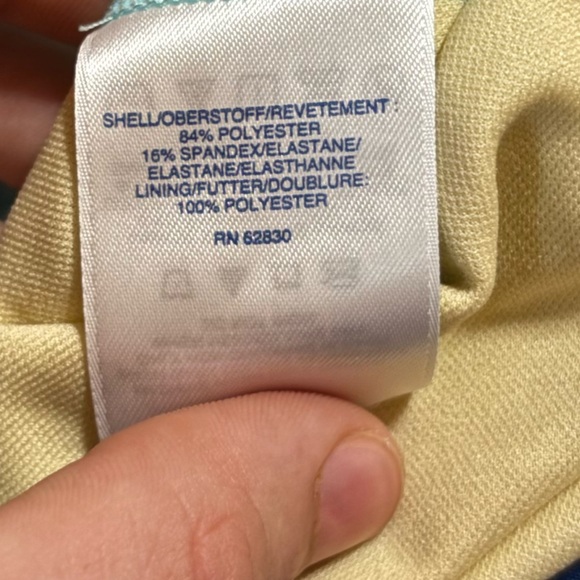 SHELL/OBERSTOFF/REVETEMENT :
84% POLYESTER
16% SPANDEX/ELASTANE/
ELASTANE/ELASTHANNE
LINING/FUTTER/DOUBLURE:
100% POLYESTER
RN 62830